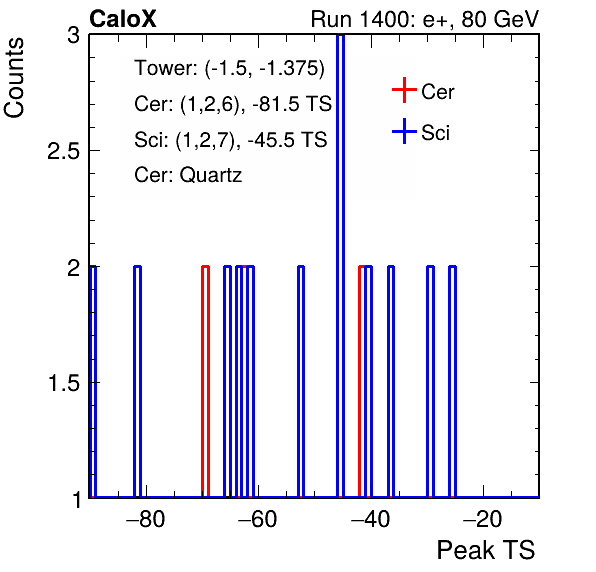 CaloX Run 1400: e+, 80 GeV
Counts
Tower: (-1.5, -1.375)
Cer: (1,2,6), -81.5 TS
Sci: (1,2,7), -45.5 TS
Cer: Quartz
Cer
Sci
3
2.5
2
1.5
1
−80 −60 −40 −20
Peak TS